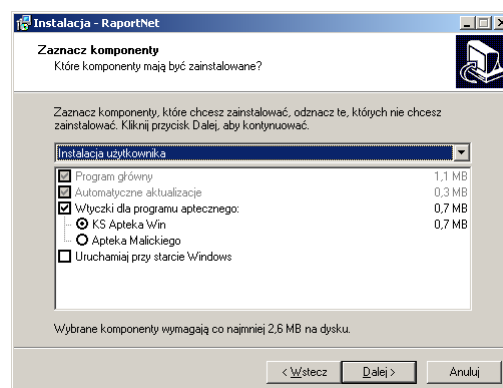 Instalacja - RaportNet
Zaznacz komponenty
Które komponenty mają być zainstalowane?
Zaznacz komponenty, które chcesz zainstalować, odznacz te, których nie chcesz
zainstalować. Kliknij przycisk Dalej, aby kontynuować.
Instalacja użytkownika
Program główny 1,1 MB
Automatyczne aktualizacje 0,3 MB
Wtyczki dla programu aptecznego: 0,7 MB
KS Apteka Win 0,7 MB
Apteka Malickiego
Uruchamiaj przy starcie Windows
Wybrane komponenty wymagają co najmniej 2,6 MB na dysku.
< Wstecz Dalej > Anuluj